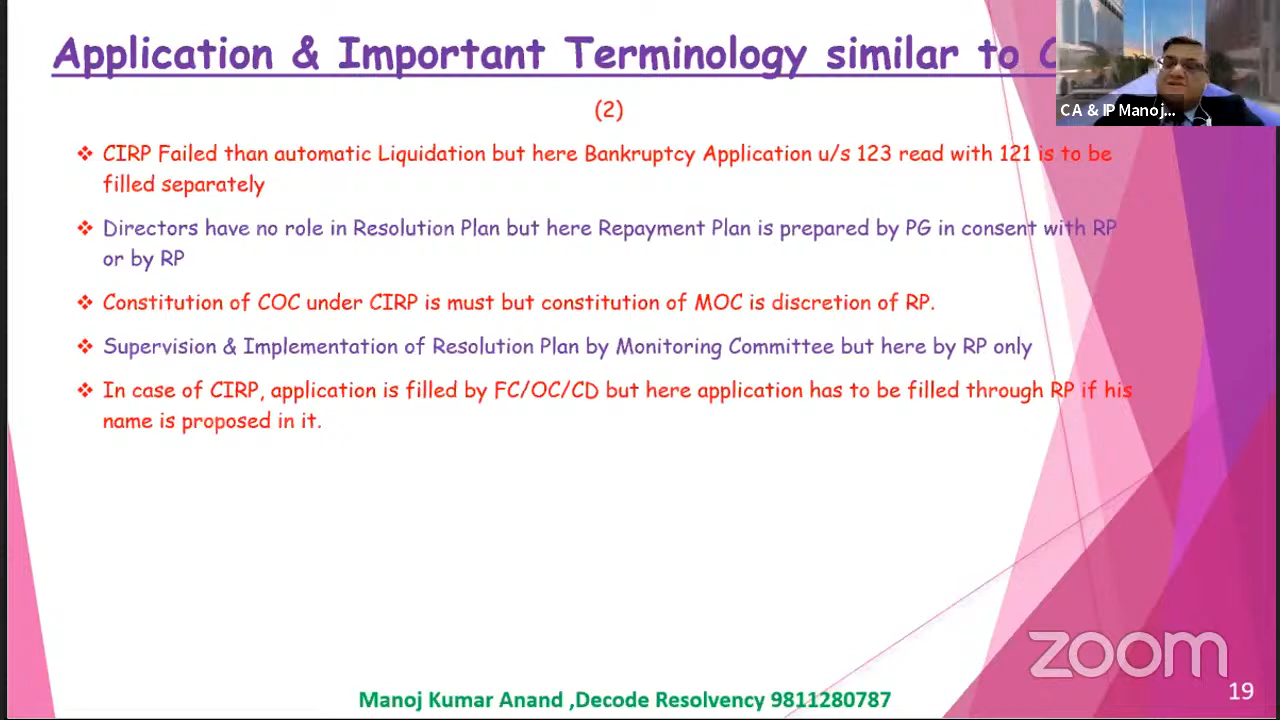 Application & Important Terminology similar to C
CA & IP Manoj...
(2)
❖ CIRP Failed than automatic Liquidation but here Bankruptcy Application u/s 123 read with 121 is to be
filled separately
❖ Directors have no role in Resolution Plan but here Repayment Plan is prepared by PG in consent with RP
or by RP
❖ Constitution of COC under CIRP is must but constitution of MOC is discretion of RP.
❖ Supervision & Implementation of Resolution Plan by Monitoring Committee but here by RP only
❖ In case of CIRP, application is filled by FC/OC/CD but here application has to be filled through RP if his
name is proposed in it.
zoom
Manoj Kumar Anand ,Decode Resolvency 9811280787
19